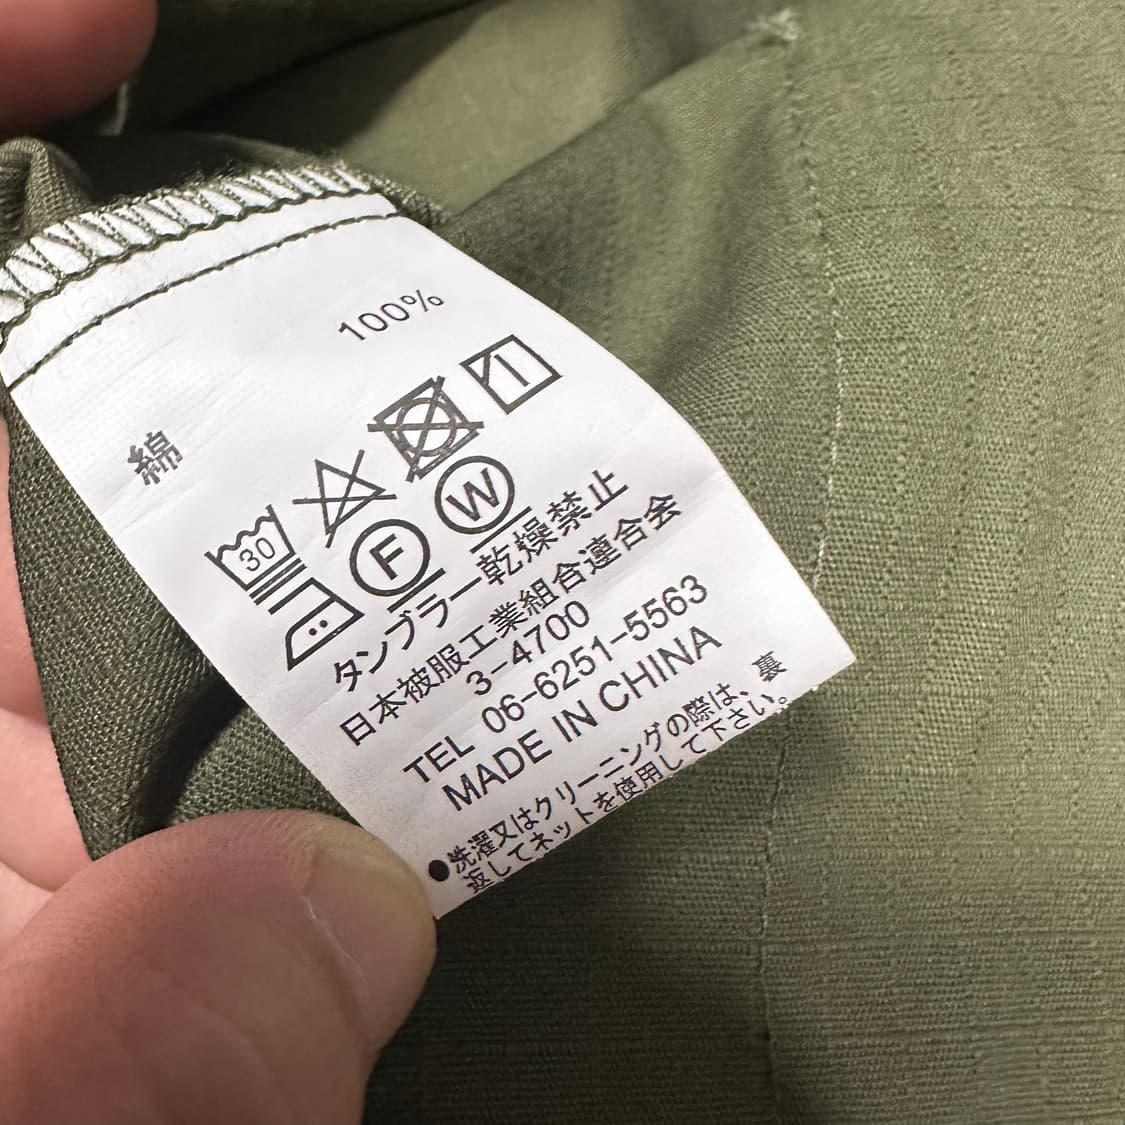 綿 100%
30
F W
タンブラー乾燥禁止
日本被服工業組合連合会
3-4700
TEL 06-6251-5563
MADE IN CHINA
●洗濯又はクリーニングの際は、裏
返してネットを使用して下さい。